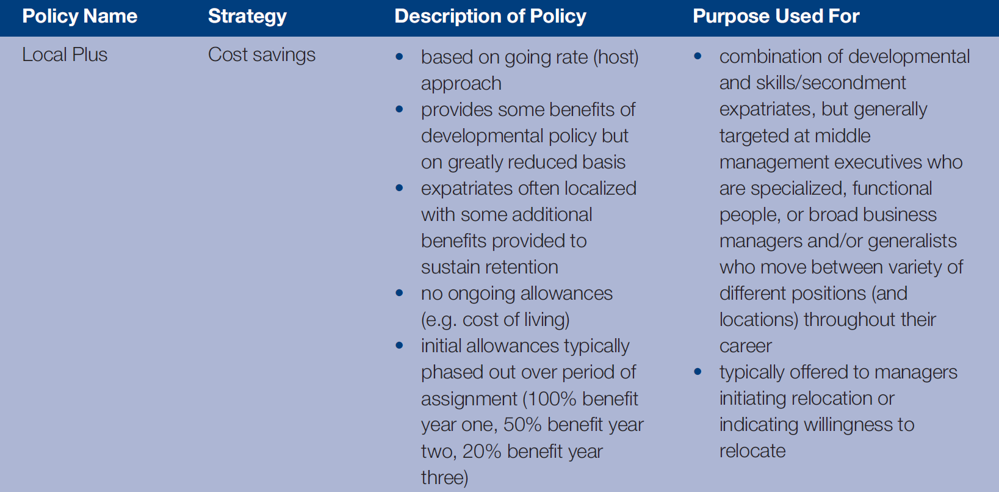 Policy Name Strategy Description of Policy Purpose Used For
Local Plus
Cost savings
• based on going rate (host)
approach
• provides some benefits of
developmental policy but
on greatly reduced basis
• expatriates often localized
with some additional
benefits provided to
sustain retention
• no ongoing allowances
(e.g. cost of living)
• initial allowances typically
phased out over period of
assignment (100% benefit
year one, 50% benefit year
two, 20% benefit year
three)
• combination of developmental
and skills/secondment
expatriates, but generally
targeted at middle
management executives who
are specialized, functional
people, or broad business
managers and/or generalists
who move between variety of
different positions (and
locations) throughout their
career
• typically offered to managers
initiating relocation or
indicating willingness to
relocate